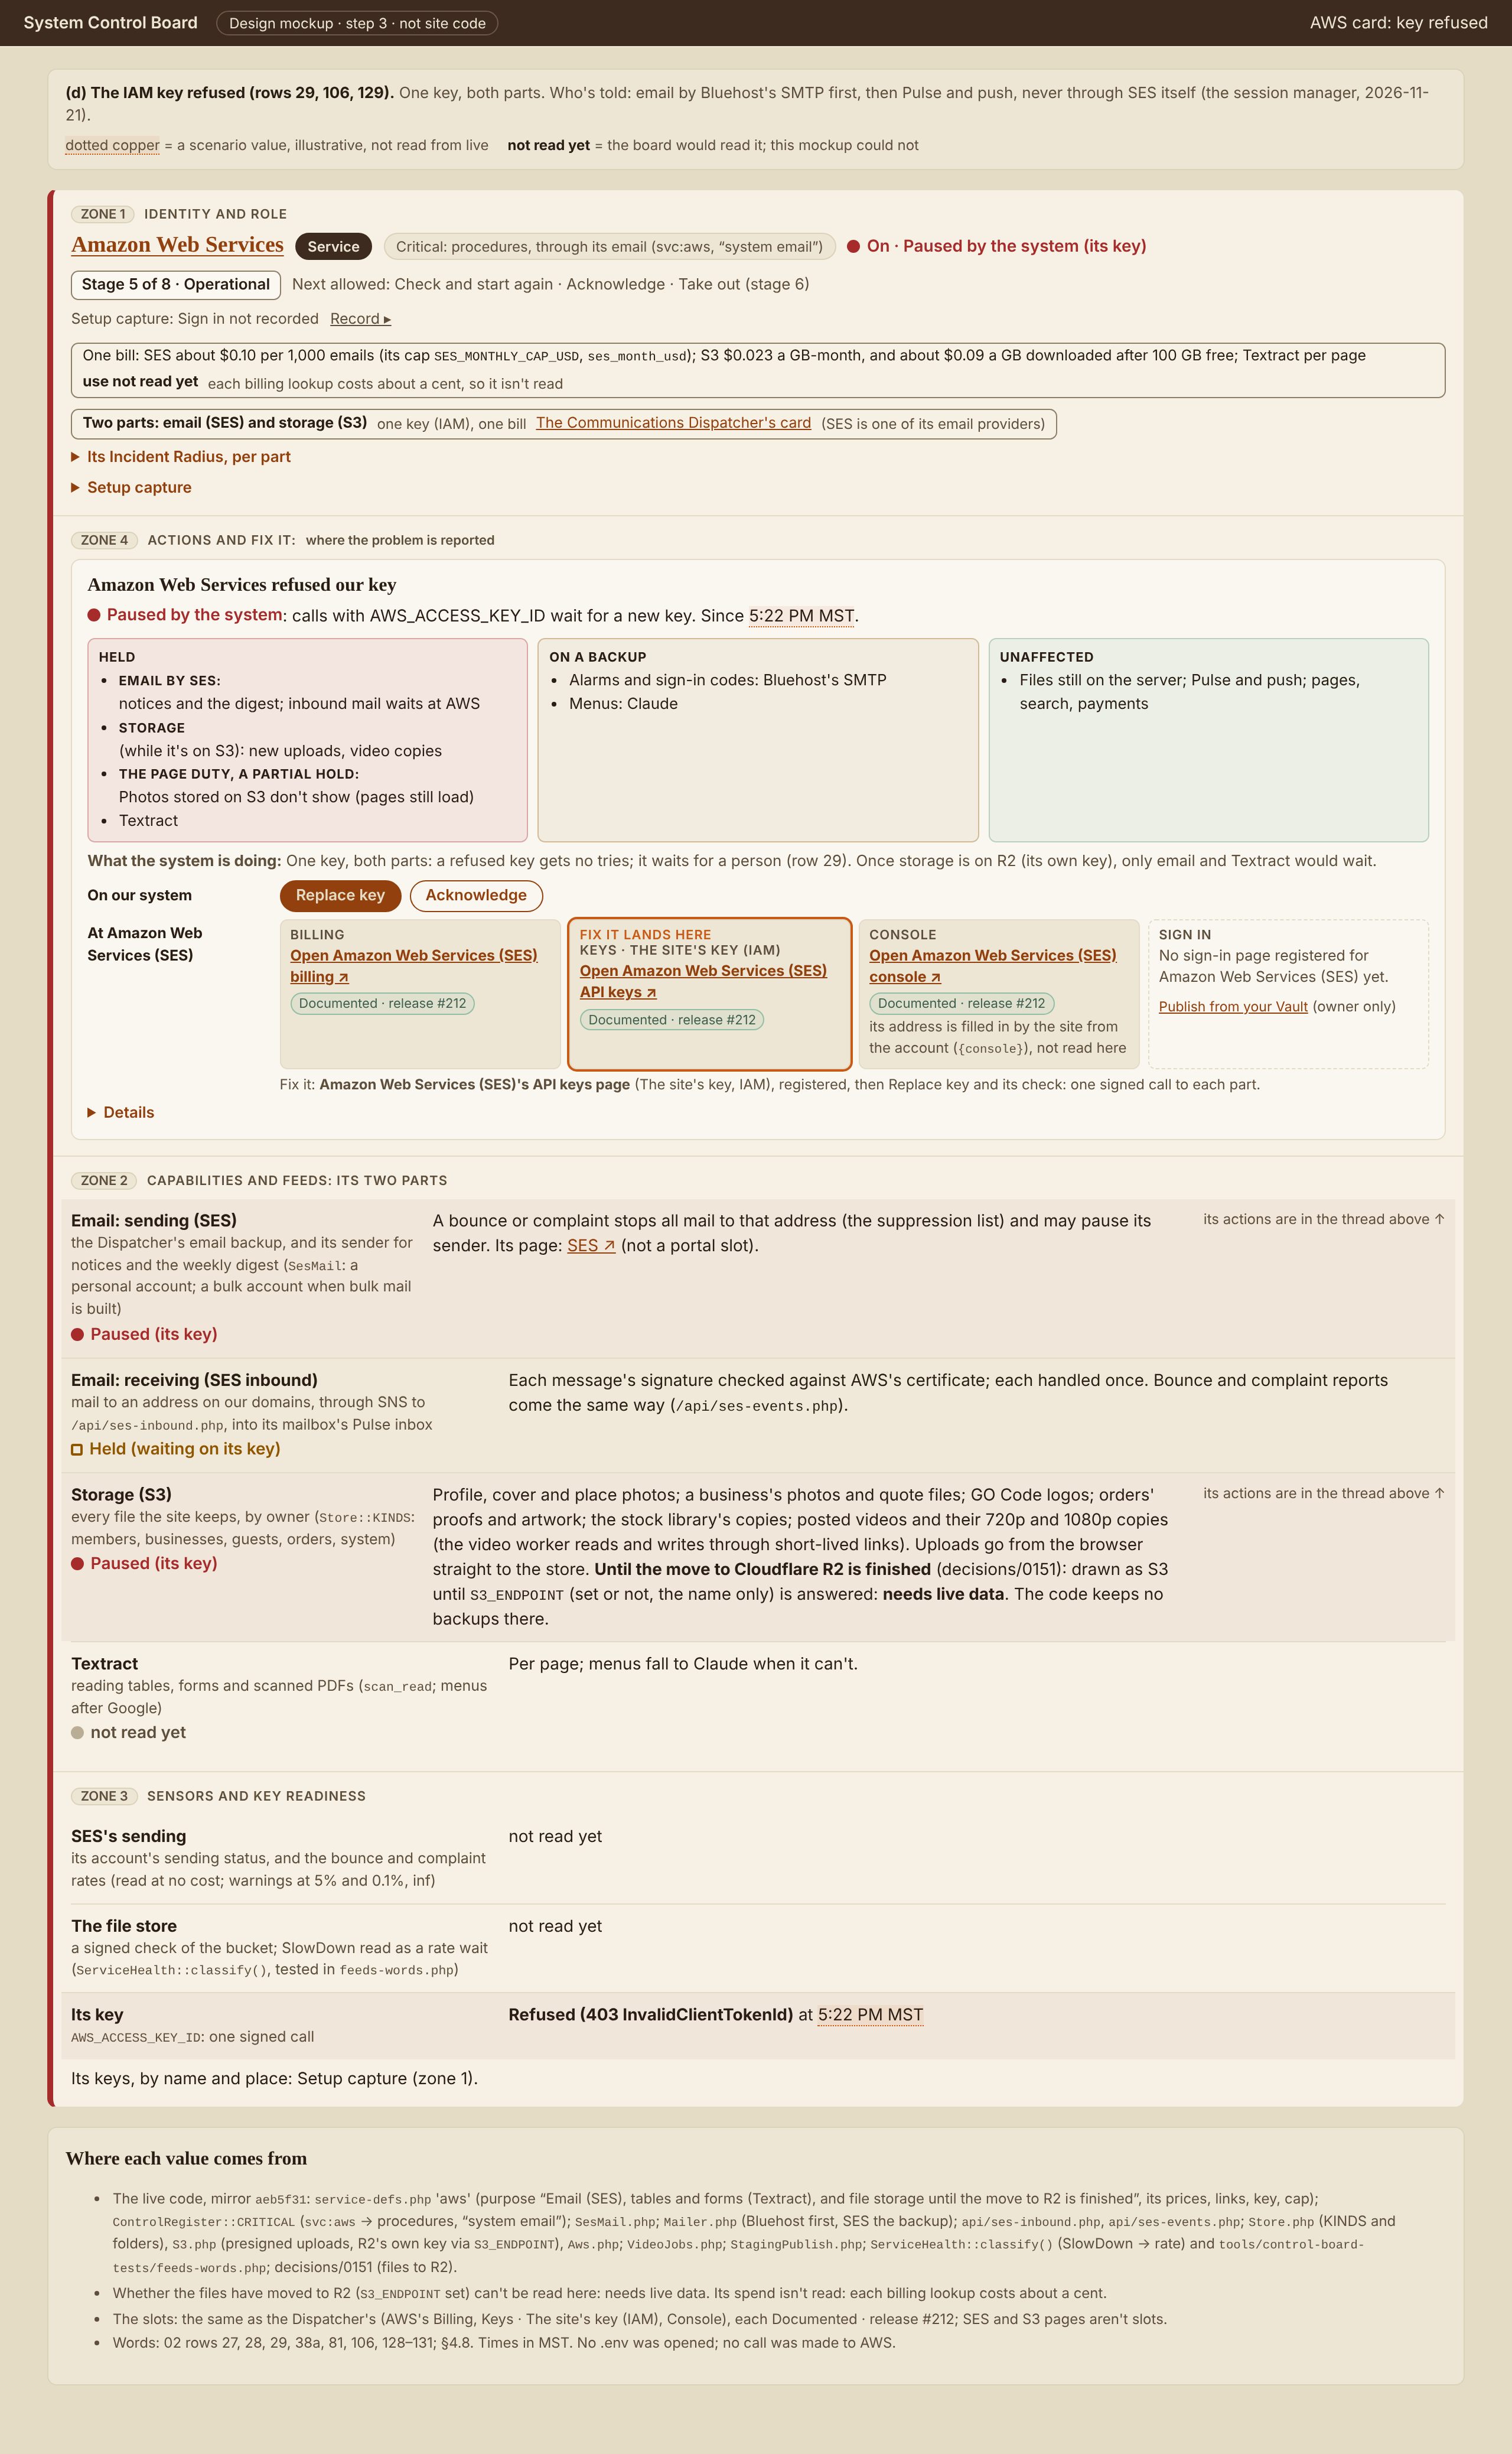 System Control Board
Design mockup · step 3 · not site code
AWS card: key refused
(d) The IAM key refused (rows 29, 106, 129). One key, both parts. Who's told: email by Bluehost's SMTP first, then Pulse and push, never through SES itself (the session manager, 2026-11-
21).
dotted copper = a scenario value, illustrative, not read from live not read yet = the board would read it; this mockup could not
ZONE 1 IDENTITY AND ROLE
Amazon Web Services Service Critical: procedures, through its email (svc:aws, “system email”) On · Paused by the system (its key)
Stage 5 of 8 · Operational Next allowed: Check and start again · Acknowledge · Take out (stage 6)
Setup capture: Sign in not recorded Record ▸
One bill: SES about $0.10 per 1,000 emails (its cap SES_MONTHLY_CAP_USD, ses_month_usd); S3 $0.023 a GB-month, and about $0.09 a GB downloaded after 100 GB free; Textract per page
use not read yet each billing lookup costs about a cent, so it isn't read
Two parts: email (SES) and storage (S3) one key (IAM), one bill The Communications Dispatcher's card (SES is one of its email providers)
▶ Its Incident Radius, per part
▶ Setup capture
ZONE 4 ACTIONS AND FIX IT: where the problem is reported
Amazon Web Services refused our key
Paused by the system: calls with AWS_ACCESS_KEY_ID wait for a new key. Since 5:22 PM MST.
HELD
• EMAIL BY SES:
notices and the digest; inbound mail waits at AWS
• STORAGE
(while it's on S3): new uploads, video copies
• THE PAGE DUTY, A PARTIAL HOLD:
Photos stored on S3 don't show (pages still load)
• Textract
ON A BACKUP
• Alarms and sign-in codes: Bluehost's SMTP
• Menus: Claude
UNAFFECTED
• Files still on the server; Pulse and push; pages,
search, payments
What the system is doing: One key, both parts: a refused key gets no tries; it waits for a person (row 29). Once storage is on R2 (its own key), only email and Textract would wait.
On our system Replace key Acknowledge
At Amazon Web
Services (SES)
BILLING
Open Amazon Web Services (SES)
billing ↗
Documented · release #212
FIX IT LANDS HERE
KEYS · THE SITE'S KEY (IAM)
Open Amazon Web Services (SES)
API keys ↗
Documented · release #212
CONSOLE
Open Amazon Web Services (SES)
console ↗
Documented · release #212
its address is filled in by the site from
the account ({console}), not read here
SIGN IN
No sign-in page registered for
Amazon Web Services (SES) yet.
Publish from your Vault (owner only)
Fix it: Amazon Web Services (SES)'s API keys page (The site's key, IAM), registered, then Replace key and its check: one signed call to each part.
▶ Details
ZONE 2 CAPABILITIES AND FEEDS: ITS TWO PARTS
Email: sending (SES)
the Dispatcher's email backup, and its sender for
notices and the weekly digest (SesMail: a
personal account; a bulk account when bulk mail
is built)
Paused (its key)
A bounce or complaint stops all mail to that address (the suppression list) and may pause its
sender. Its page: SES ↗ (not a portal slot).
its actions are in the thread above ↑
Email: receiving (SES inbound)
mail to an address on our domains, through SNS to
/api/ses-inbound.php, into its mailbox's Pulse inbox
Held (waiting on its key)
Each message's signature checked against AWS's certificate; each handled once. Bounce and complaint reports
come the same way (/api/ses-events.php).
Storage (S3)
every file the site keeps, by owner (Store::KINDS:
members, businesses, guests, orders, system)
Paused (its key)
Profile, cover and place photos; a business's photos and quote files; GO Code logos; orders'
proofs and artwork; the stock library's copies; posted videos and their 720p and 1080p copies
(the video worker reads and writes through short-lived links). Uploads go from the browser
straight to the store. Until the move to Cloudflare R2 is finished (decisions/0151): drawn as S3
until S3_ENDPOINT (set or not, the name only) is answered: needs live data. The code keeps no
backups there.
its actions are in the thread above ↑
Textract
reading tables, forms and scanned PDFs (scan_read; menus
after Google)
not read yet
Per page; menus fall to Claude when it can't.
ZONE 3 SENSORS AND KEY READINESS
SES's sending
its account's sending status, and the bounce and complaint
rates (read at no cost; warnings at 5% and 0.1%, inf)
not read yet
The file store
a signed check of the bucket; SlowDown read as a rate wait
(ServiceHealth::classify(), tested in feeds-words.php)
not read yet
Its key
AWS_ACCESS_KEY_ID: one signed call
Refused (403 InvalidClientTokenId) at 5:22 PM MST
Its keys, by name and place: Setup capture (zone 1).
Where each value comes from
• The live code, mirror aeb5f31: service-defs.php 'aws' (purpose “Email (SES), tables and forms (Textract), and file storage until the move to R2 is finished”, its prices, links, key, cap);
ControlRegister::CRITICAL (svc:aws → procedures, “system email”); SesMail.php; Mailer.php (Bluehost first, SES the backup); api/ses-inbound.php, api/ses-events.php; Store.php (KINDS and
folders), S3.php (presigned uploads, R2's own key via S3_ENDPOINT), Aws.php; VideoJobs.php; StagingPublish.php; ServiceHealth::classify() (SlowDown → rate) and tools/control-board-
tests/feeds-words.php; decisions/0151 (files to R2).
• Whether the files have moved to R2 (S3_ENDPOINT set) can't be read here: needs live data. Its spend isn't read: each billing lookup costs about a cent.
• The slots: the same as the Dispatcher's (AWS's Billing, Keys · The site's key (IAM), Console), each Documented · release #212; SES and S3 pages aren't slots.
• Words: 02 rows 27, 28, 29, 38a, 81, 106, 128–131; §4.8. Times in MST. No .env was opened; no call was made to AWS.